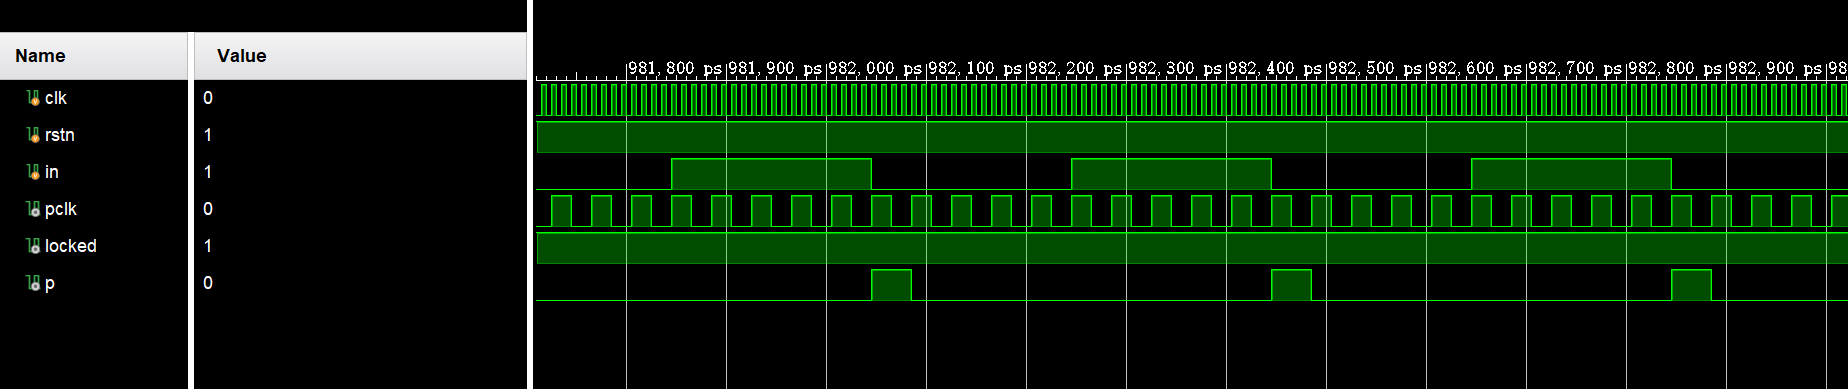 Name Value
981,800 ps 981,900 ps 982,000 ps 982,100 ps 982,200 ps 982,300 ps 982,400 ps 982,500 ps 982,600 ps 982,700 ps 982,800 ps 982,900 ps 98
clk 0
rstn 1
in 1
pclk 0
locked 1
p 0